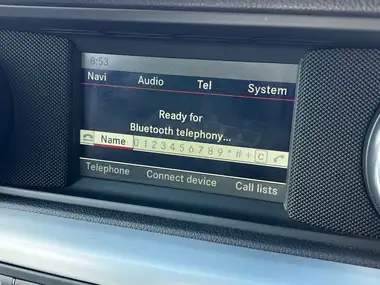 8:53
Navi Audio Tel System
Ready for
Bluetooth telephony...
Name 0 1 2 3 4 5 6 7 8 9 * # + C
Telephone Connect device Call lists